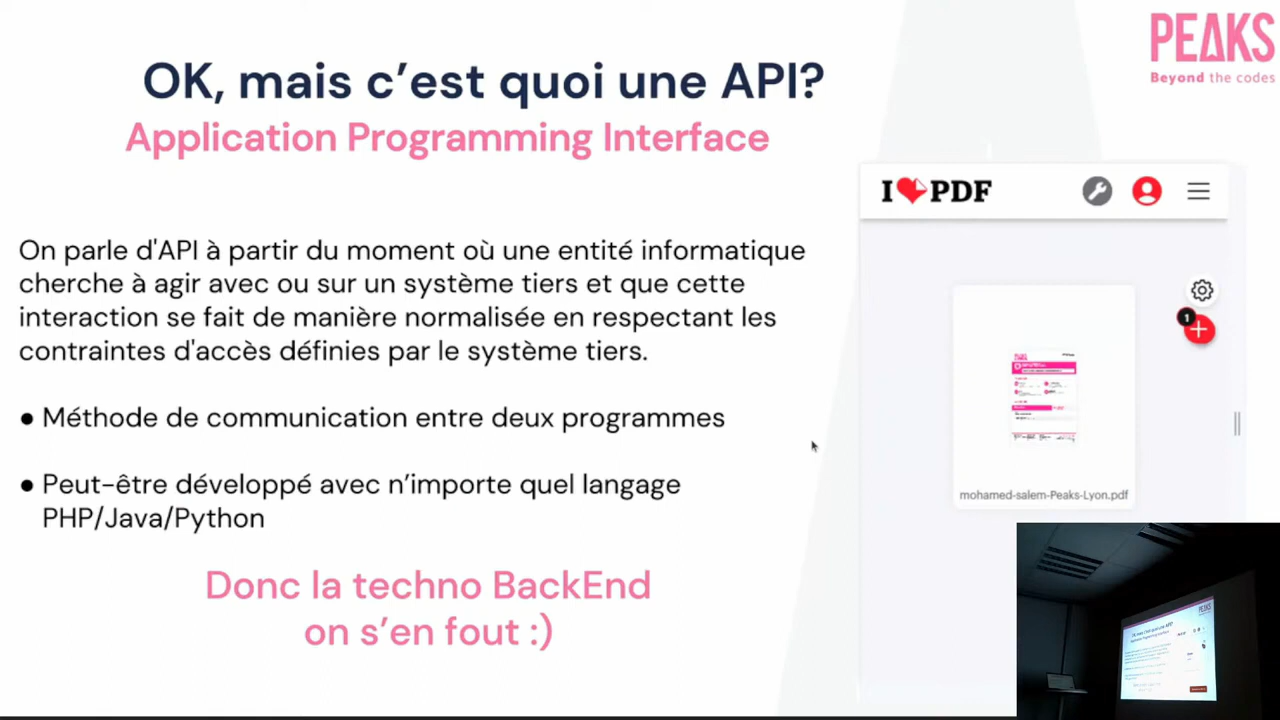 PEAKS
Beyond the codes
OK, mais c’est quoi une API?
Application Programming Interface
I PDF
On parle d'API à partir du moment où une entité informatique
cherche à agir avec ou sur un système tiers et que cette
interaction se fait de manière normalisée en respectant les
contraintes d'accès définies par le système tiers.
1
● Méthode de communication entre deux programmes
● Peut-être développé avec n’importe quel langage
PHP/Java/Python
mohamed-salem-Peaks-Lyon.pdf
Donc la techno BackEnd
on s’en fout :)